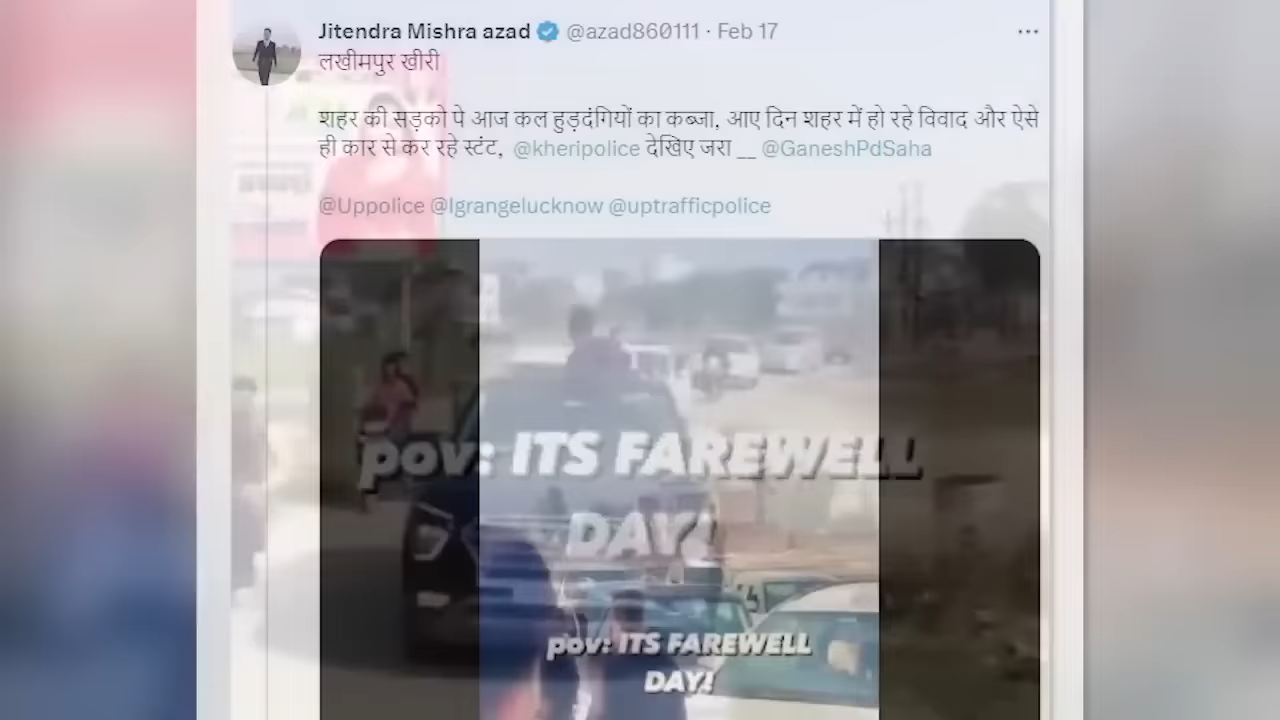 Jitendra Mishra azad @azad860111 · Feb 17
लखीमपुर खीरी
शहर की सड़को पे आज कल हुड़दंगियों का कब्जा, आए दिन शहर में हो रहे विवाद और ऐसे
ही कार से कर रहे स्टंट, @kheripolice देखिए जरा __ @GaneshPdSaha
@Uppolice @Igrangelucknow @uptrafficpolice
pov: ITS FAREWELL
DAY!
pov: ITS FAREWELL
DAY!